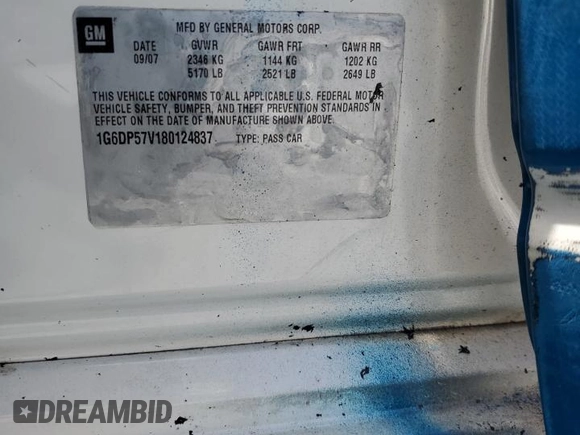 GM
MFD BY GENERAL MOTORS CORP.
DATE GVWR GAWR FRT GAWR RR
09/07 2346 KG 1144 KG 1202 KG
5170 LB 2521 LB 2649 LB
THIS VEHICLE CONFORMS TO ALL APPLICABLE U.S. FEDERAL MOTOR
VEHICLE SAFETY, BUMPER, AND THEFT PREVENTION STANDARDS IN
EFFECT ON THE DATE OF MANUFACTURE SHOWN ABOVE.
1G6DP57V180124837 TYPE: PASS CAR
DREAMBID